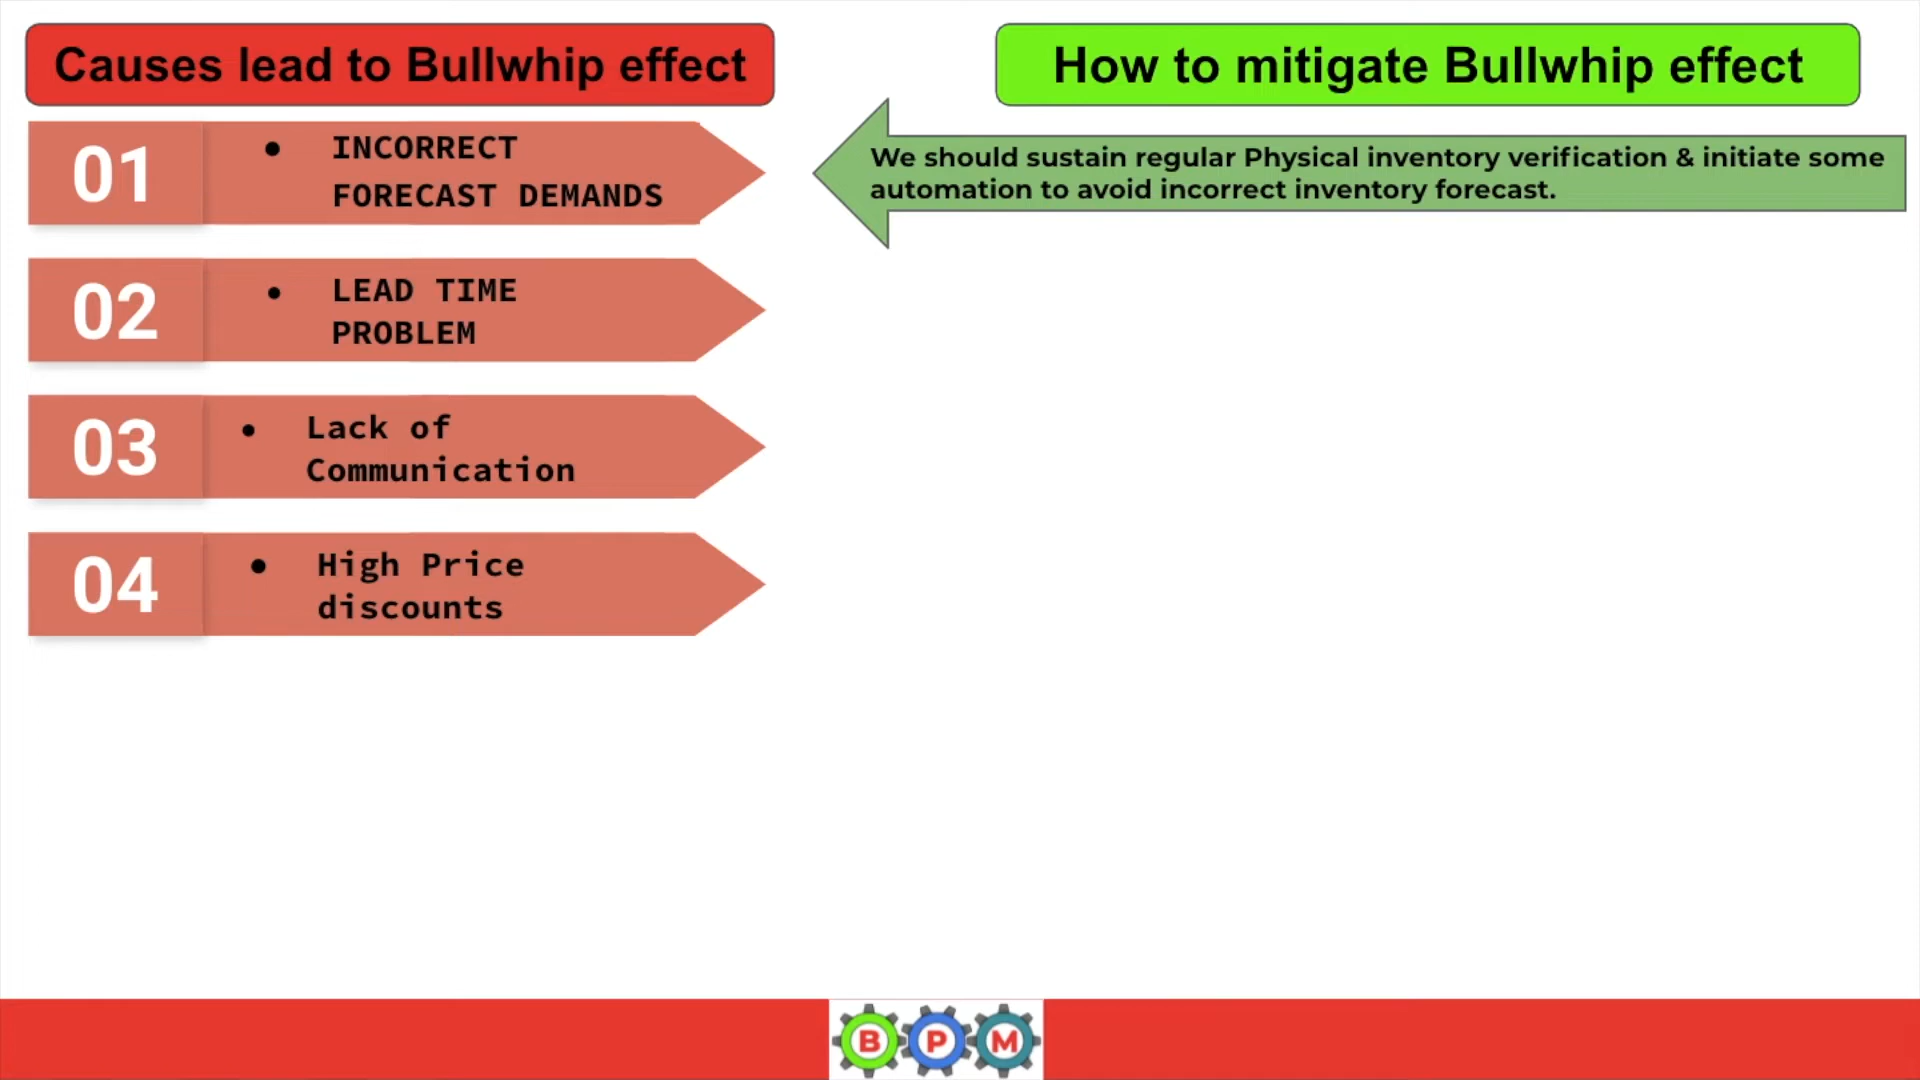 Causes lead to Bullwhip effect
How to mitigate Bullwhip effect
01
● INCORRECT
FORECAST DEMANDS
We should sustain regular Physical inventory verification & initiate some
automation to avoid incorrect inventory forecast.
02
● LEAD TIME
PROBLEM
03
● Lack of
Communication
04
● High Price
discounts
B P M